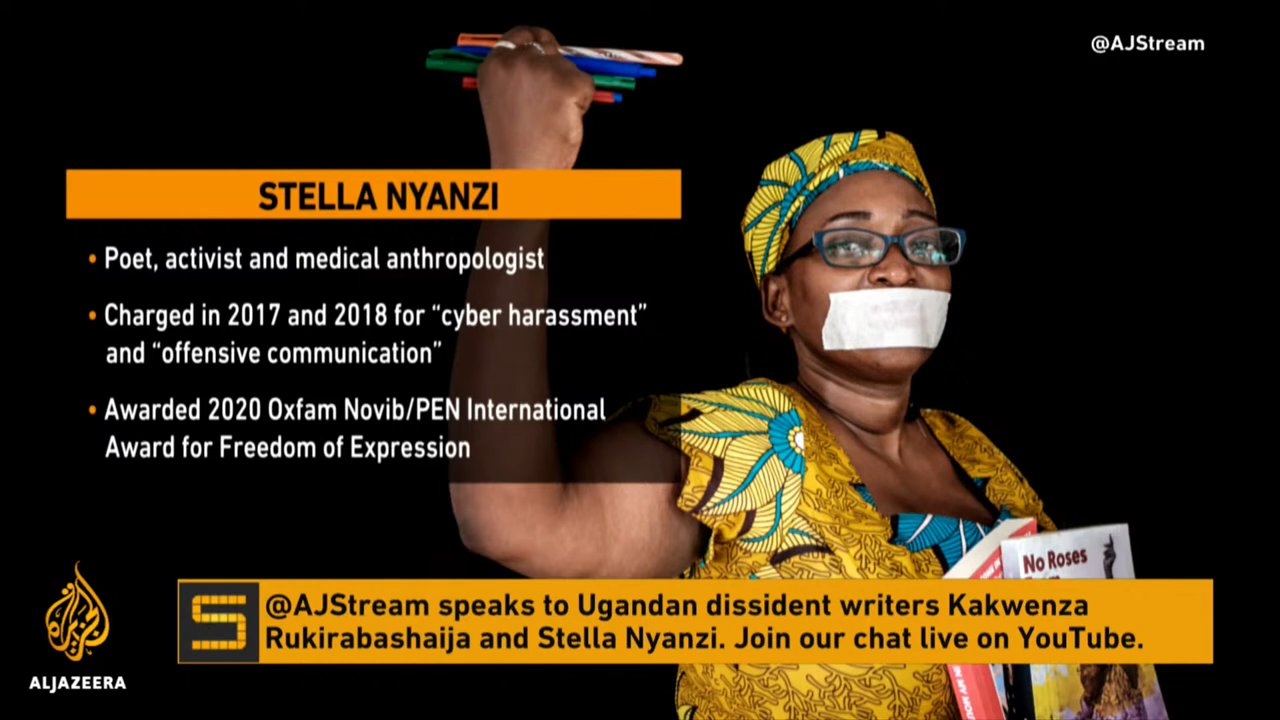 @AJStream
STELLA NYANZI
• Poet, activist and medical anthropologist
• Charged in 2017 and 2018 for “cyber harassment”
and “offensive communication”
• Awarded 2020 Oxfam Novib/PEN International
Award for Freedom of Expression
No Roses
S
@AJStream speaks to Ugandan dissident writers Kakwenza
Rukirabashaija and Stella Nyanzi. Join our chat live on YouTube.
الجزيرة
ALJAZEERA